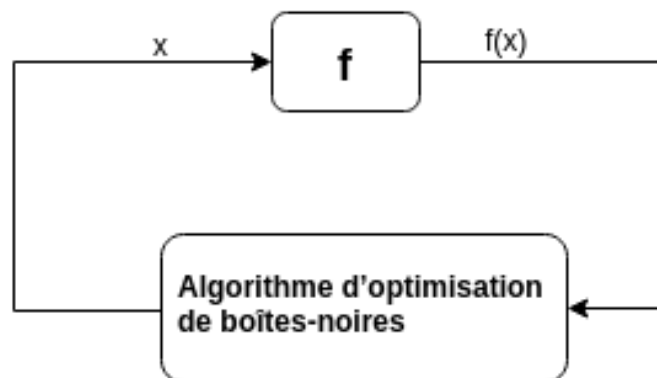 x
f
f(x)
Algorithme d'optimisation
de boîtes-noires